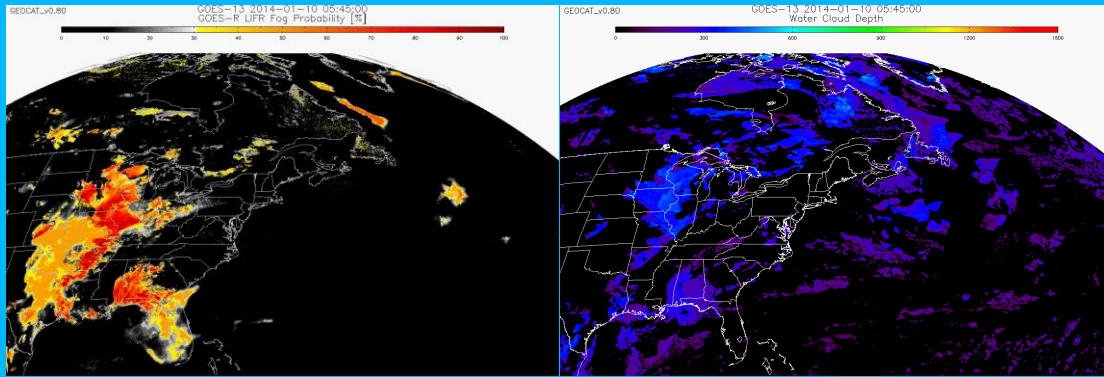 GEOCAT_v0.80
GOES-13 2014-01-10 05:45:00
GOES-R LIFR Fog Probability [%]
0 10 20 30 40 50 60 70 80 90 100
GEOCAT_v0.80
GOES-13 2014-01-10 05:45:00
Water Cloud Depth
0 300 600 900 1200 1500